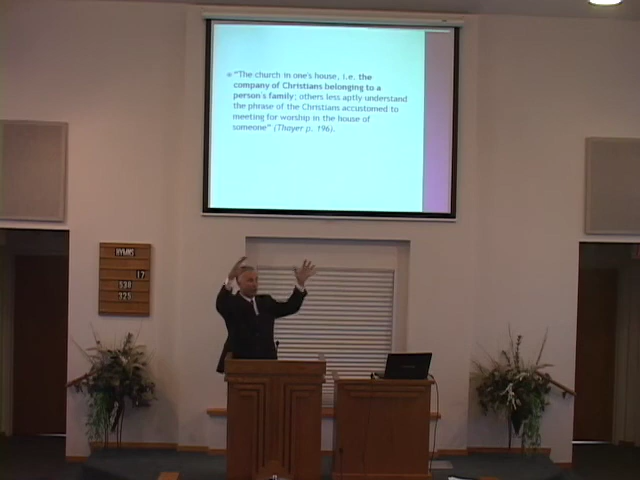 "The church in one's house, i.e. the
company of Christians belonging to a
person's family; others less aptly understand
the phrase of the Christians accustomed to
meeting for worship in the house of
someone" (Thayer p. 196).
HYMNS
17
538
325